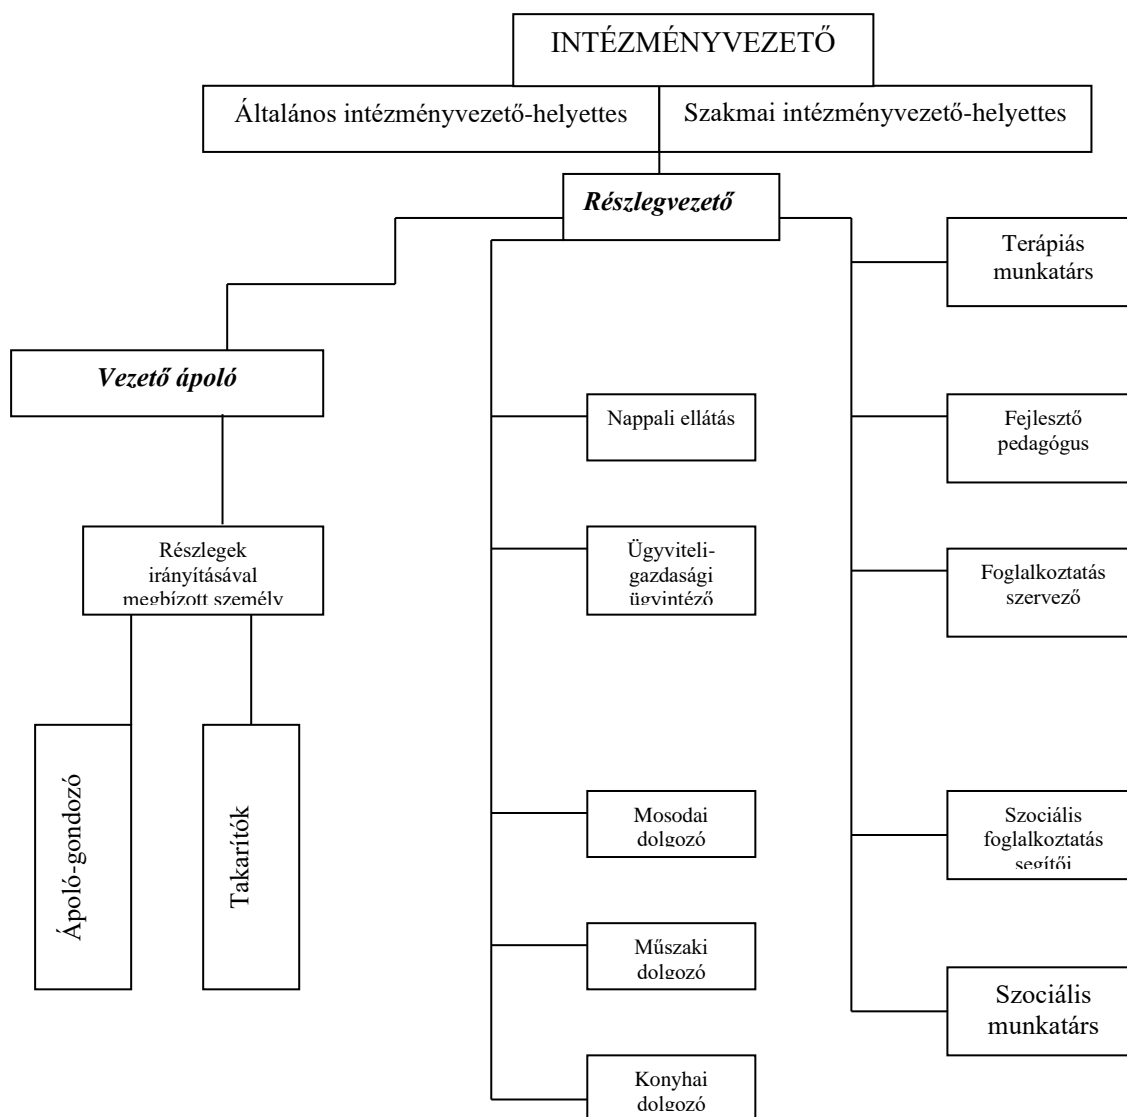 INTÉZMÉNYVEZETŐ
Általános intézményvezető-helyettes
Szakmai intézményvezető-helyettes
Részlegvezető
Terápiás
munkatárs
Vezető ápoló
Nappali ellátás
Fejlesztő
pedagógus
Részlegek
irányításával
megbízott személy
Ügyviteli-
gazdasági
ügyintéző
Foglalkoztatás
szervező
Ápoló-gondozó
Takarítók
Mosodai
dolgozó
Szociális
foglalkoztatás
segítői
Műszaki
dolgozó
Szociális
munkatárs
Konyhai
dolgozó